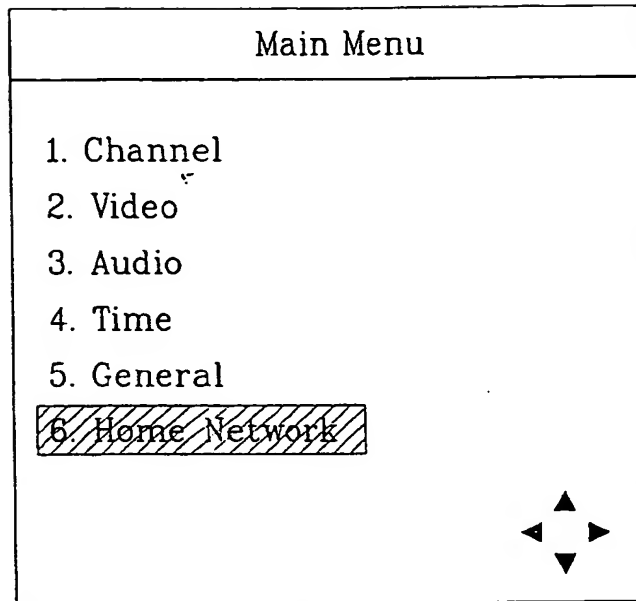 Main Menu
1. Channel
2. Video
3. Audio
4. Time
5. General
6. Home Network